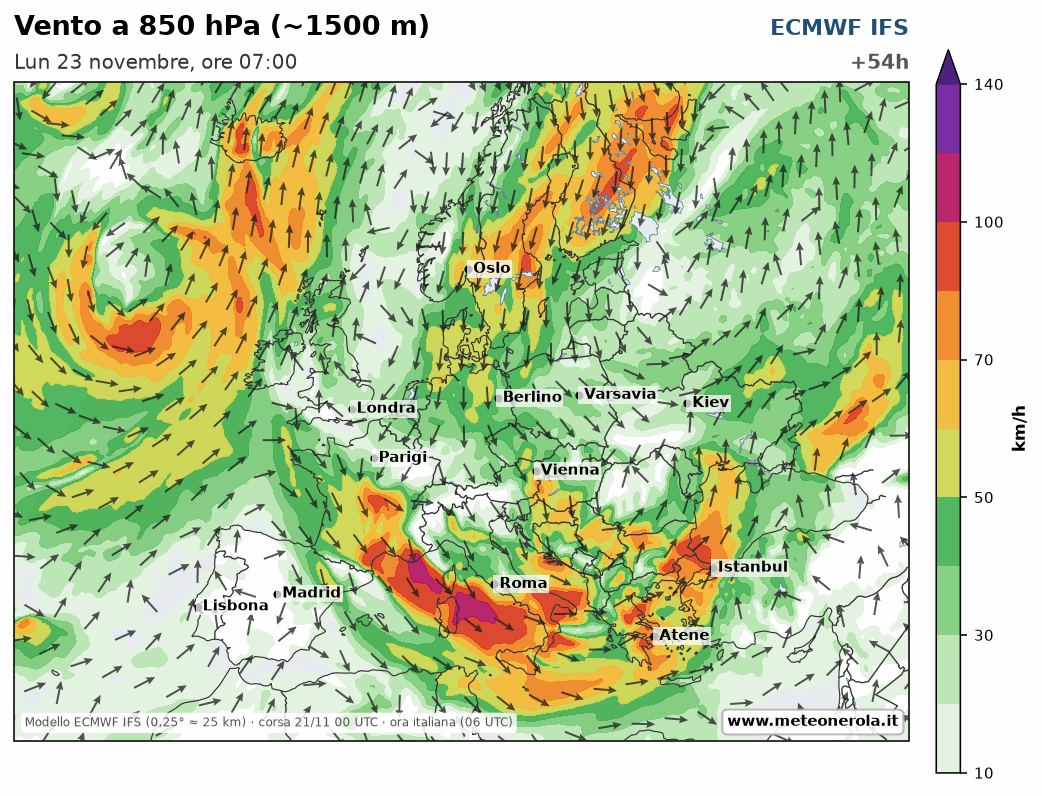 Vento a 850 hPa (~1500 m)
ECMWF IFS
Lun 23 novembre, ore 07:00
+54h
140
100
70
50
30
10
km/h
Oslo
Berlino
Varsavia
Kiev
Londra
Parigi
Vienna
Istanbul
Roma
Madrid
Lisbona
Atene
Modello ECMWF IFS (0,25° ≈ 25 km) · corsa 21/11 00 UTC · ora italiana (06 UTC)
www.meteonerola.it